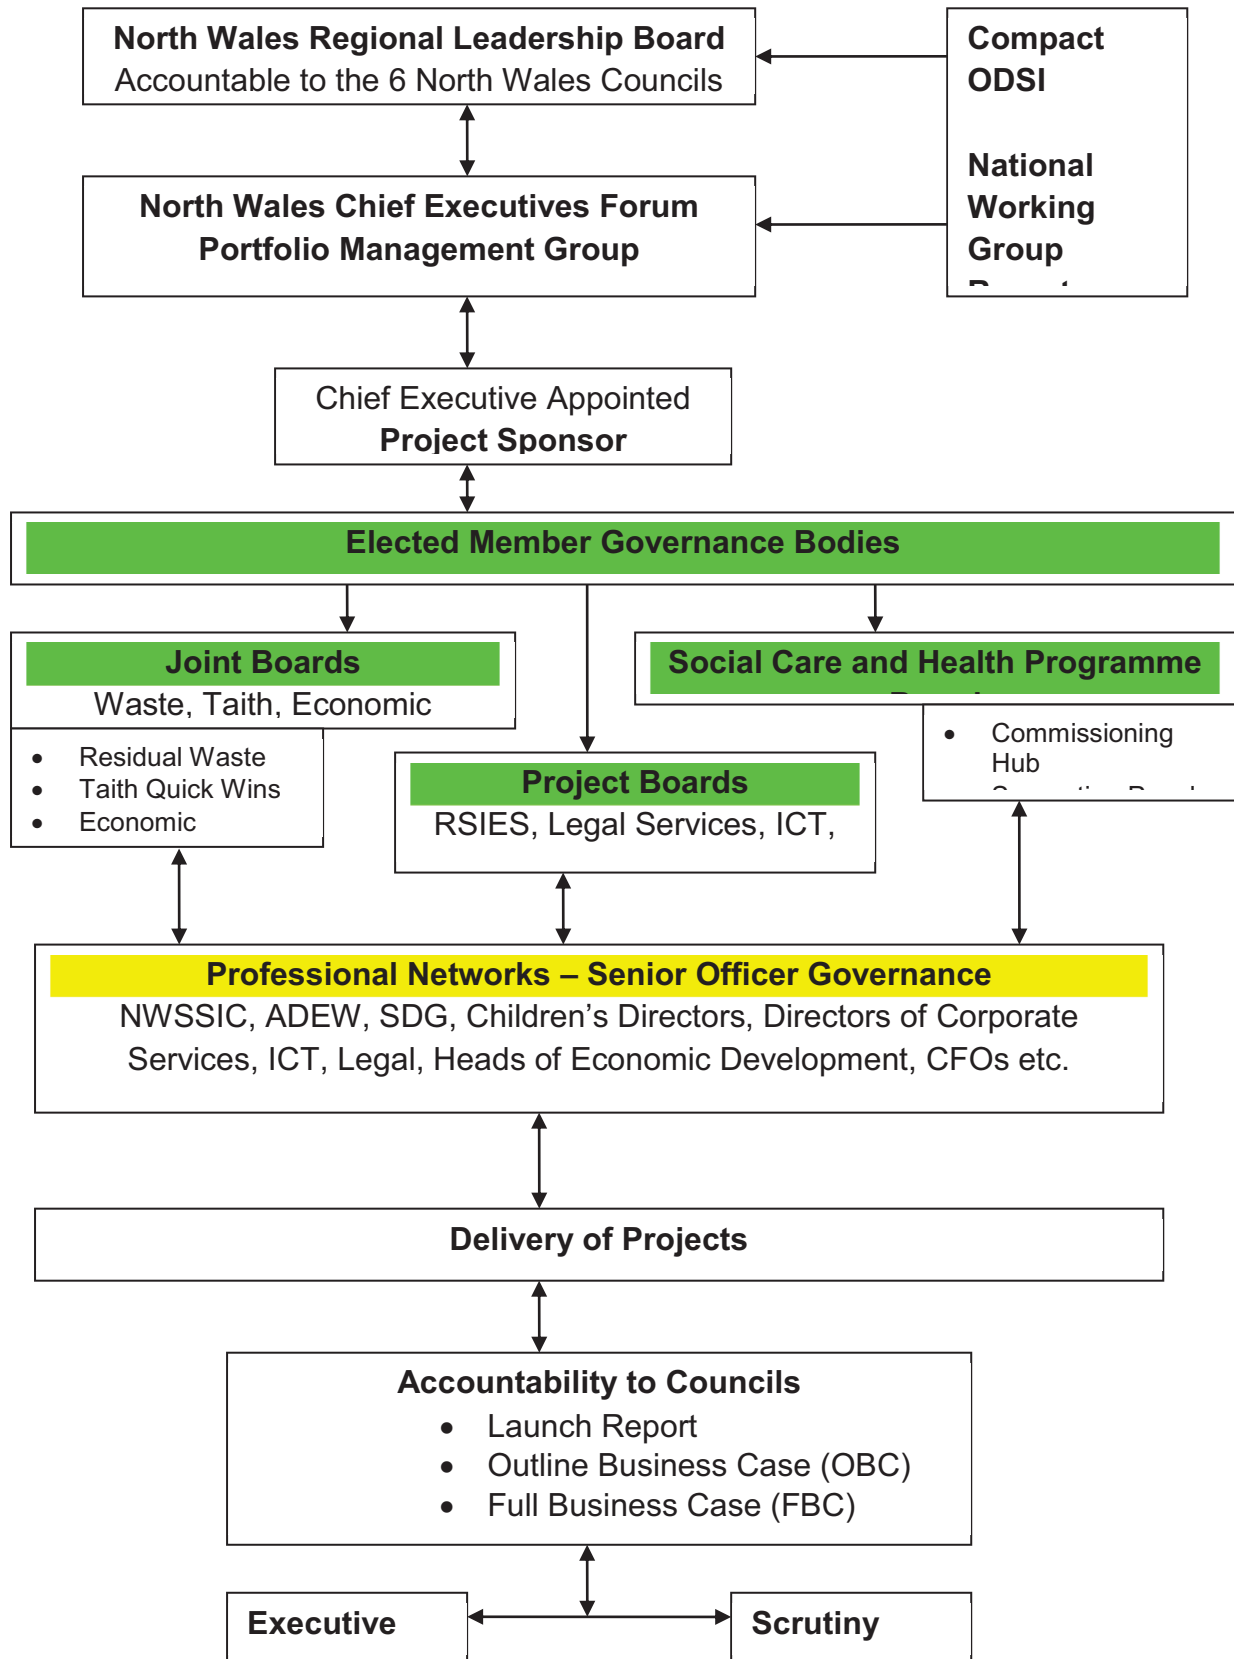 North Wales Regional Leadership Board
Accountable to the 6 North Wales Councils
Compact
ODSI
National
Working
Group
North Wales Chief Executives Forum
Portfolio Management Group
Chief Executive Appointed
Project Sponsor
Elected Member Governance Bodies
Joint Boards
Waste, Taith, Economic
• Residual Waste
• Taith Quick Wins
• Economic
Project Boards
RSIES, Legal Services, ICT,
Social Care and Health Programme
• Commissioning
Hub
Professional Networks – Senior Officer Governance
NWSSIC, ADEW, SDG, Children’s Directors, Directors of Corporate
Services, ICT, Legal, Heads of Economic Development, CFOs etc.
Delivery of Projects
Accountability to Councils
• Launch Report
• Outline Business Case (OBC)
• Full Business Case (FBC)
Executive
Scrutiny